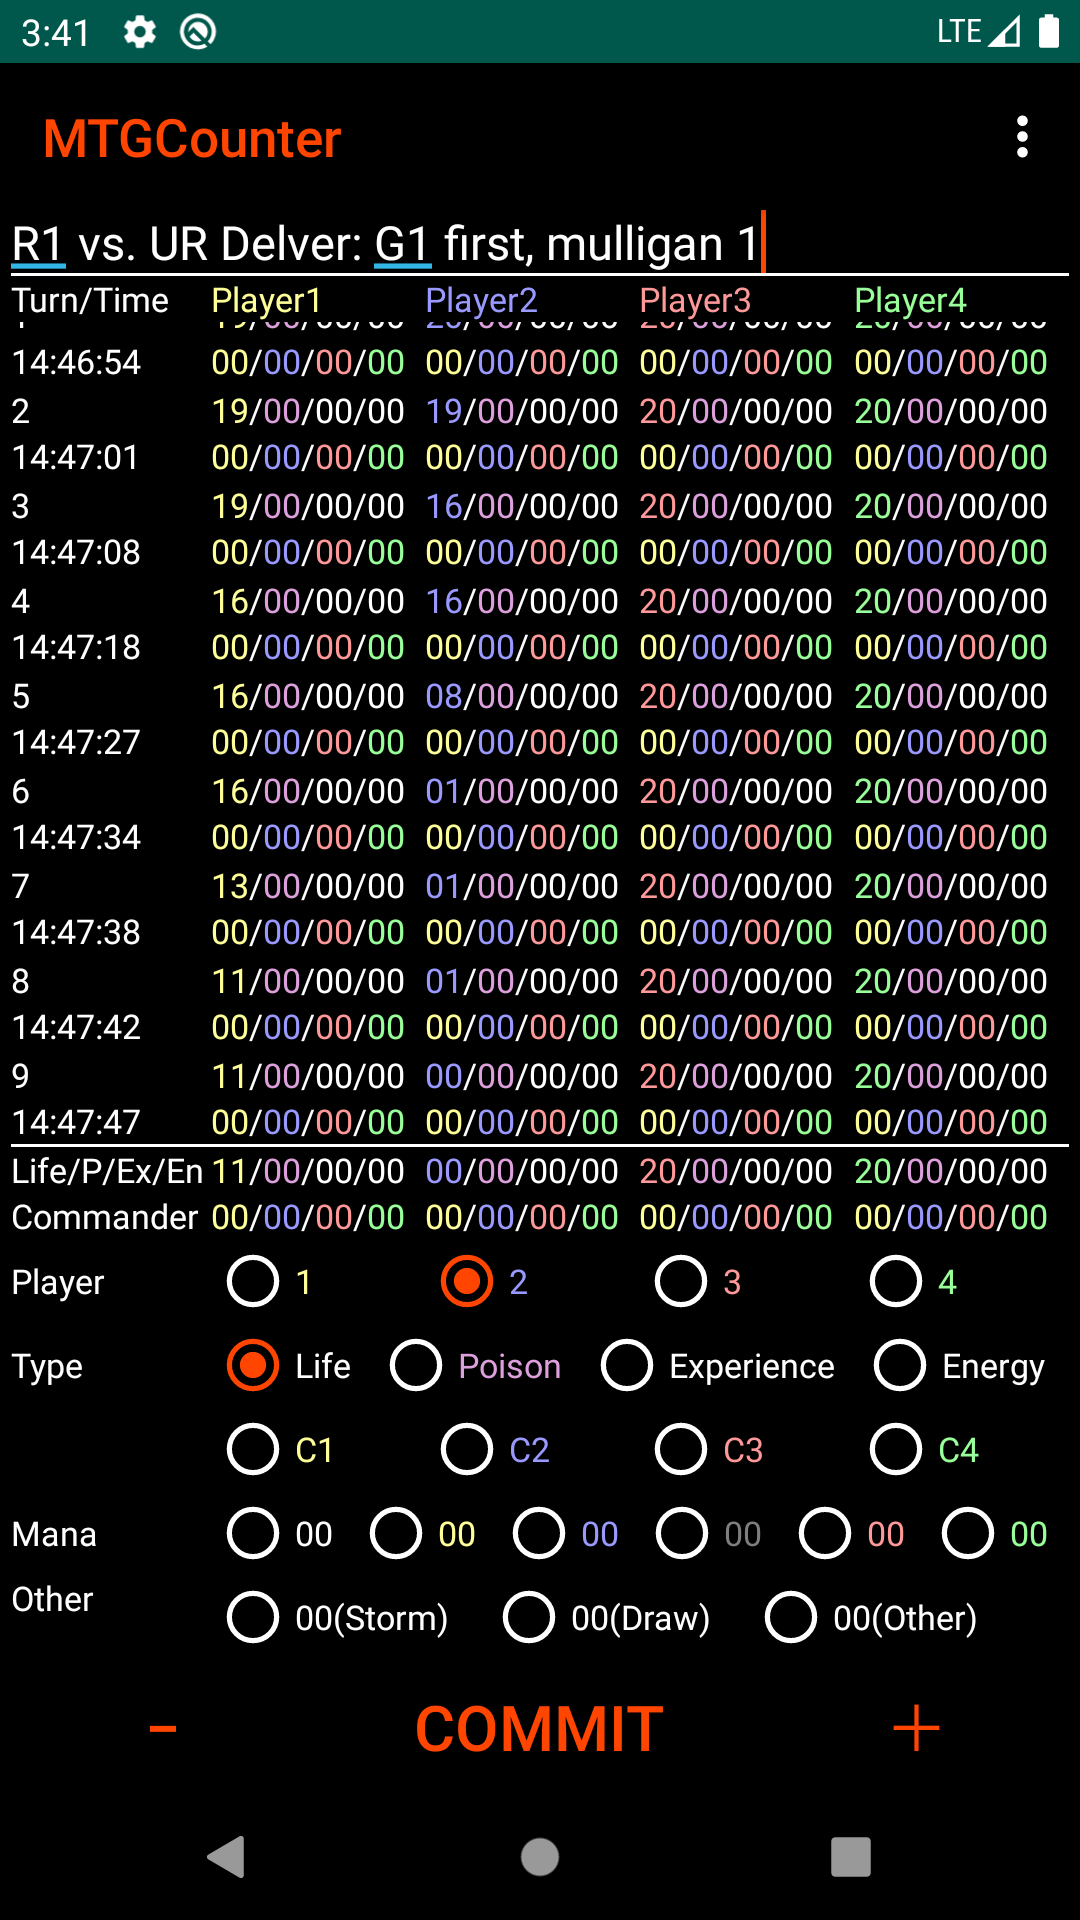 3:41 LTE
MTGCounter
R1 vs. UR Delver: G1 first, mulligan 1
Turn/Time Player1 Player2 Player3 Player4
14:46:54 00/00/00/00 00/00/00/00 00/00/00/00 00/00/00/00
2 19/00/00/00 19/00/00/00 20/00/00/00 20/00/00/00
14:47:01 00/00/00/00 00/00/00/00 00/00/00/00 00/00/00/00
3 19/00/00/00 16/00/00/00 20/00/00/00 20/00/00/00
14:47:08 00/00/00/00 00/00/00/00 00/00/00/00 00/00/00/00
4 16/00/00/00 16/00/00/00 20/00/00/00 20/00/00/00
14:47:18 00/00/00/00 00/00/00/00 00/00/00/00 00/00/00/00
5 16/00/00/00 08/00/00/00 20/00/00/00 20/00/00/00
14:47:27 00/00/00/00 00/00/00/00 00/00/00/00 00/00/00/00
6 16/00/00/00 01/00/00/00 20/00/00/00 20/00/00/00
14:47:34 00/00/00/00 00/00/00/00 00/00/00/00 00/00/00/00
7 13/00/00/00 01/00/00/00 20/00/00/00 20/00/00/00
14:47:38 00/00/00/00 00/00/00/00 00/00/00/00 00/00/00/00
8 11/00/00/00 01/00/00/00 20/00/00/00 20/00/00/00
14:47:42 00/00/00/00 00/00/00/00 00/00/00/00 00/00/00/00
9 11/00/00/00 00/00/00/00 20/00/00/00 20/00/00/00
14:47:47 00/00/00/00 00/00/00/00 00/00/00/00 00/00/00/00
Life/P/Ex/En 11/00/00/00 00/00/00/00 20/00/00/00 20/00/00/00
Commander 00/00/00/00 00/00/00/00 00/00/00/00 00/00/00/00
Player 1 2 3 4
Type Life Poison Experience Energy
C1 C2 C3 C4
Mana 00 00 00 00 00 00
Other 00(Storm) 00(Draw) 00(Other)
- COMMIT +